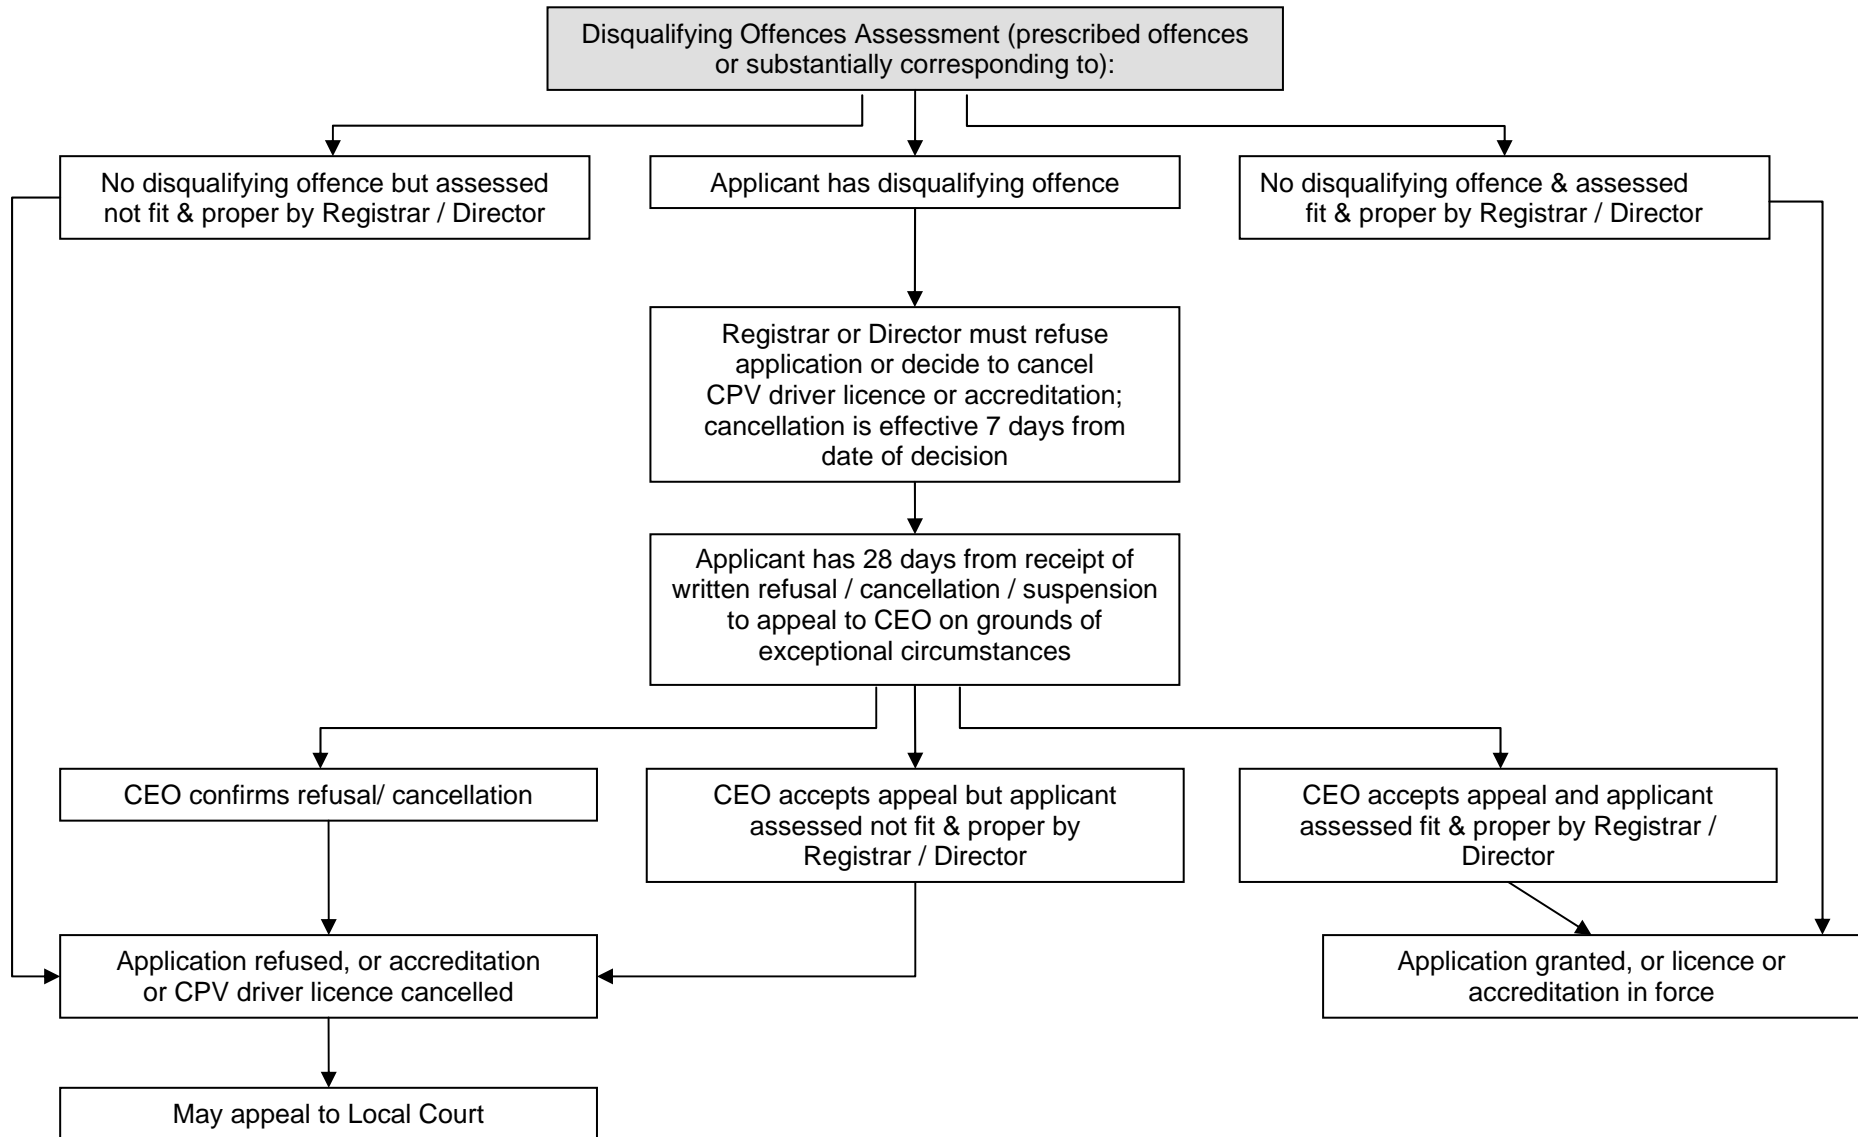 Disqualifying Offences Assessment (prescribed offences
or substantially corresponding to):
No disqualifying offence but assessed
not fit & proper by Registrar / Director
Applicant has disqualifying offence
No disqualifying offence & assessed
fit & proper by Registrar / Director
Registrar or Director must refuse
application or decide to cancel
CPV driver licence or accreditation;
cancellation is effective 7 days from
date of decision
Applicant has 28 days from receipt of
written refusal / cancellation / suspension
to appeal to CEO on grounds of
exceptional circumstances
CEO confirms refusal/ cancellation
CEO accepts appeal but applicant
assessed not fit & proper by
Registrar / Director
CEO accepts appeal and applicant
assessed fit & proper by Registrar /
Director
Application refused, or accreditation
or CPV driver licence cancelled
Application granted, or licence or
accreditation in force
May appeal to Local Court